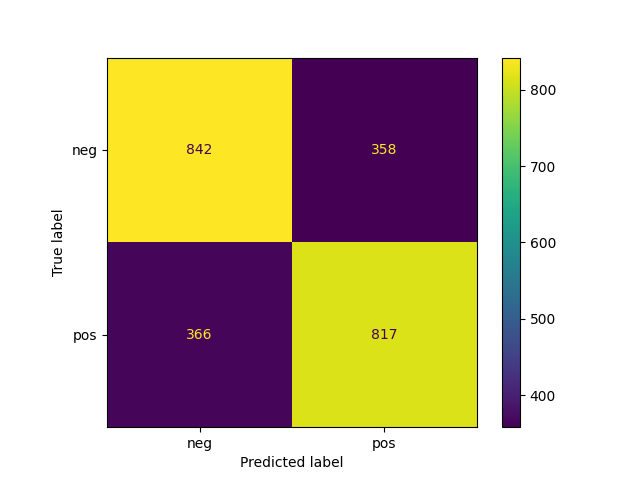 neg
842
358
pos
366
817
neg
pos
Predicted label
True label
800
700
600
500
400